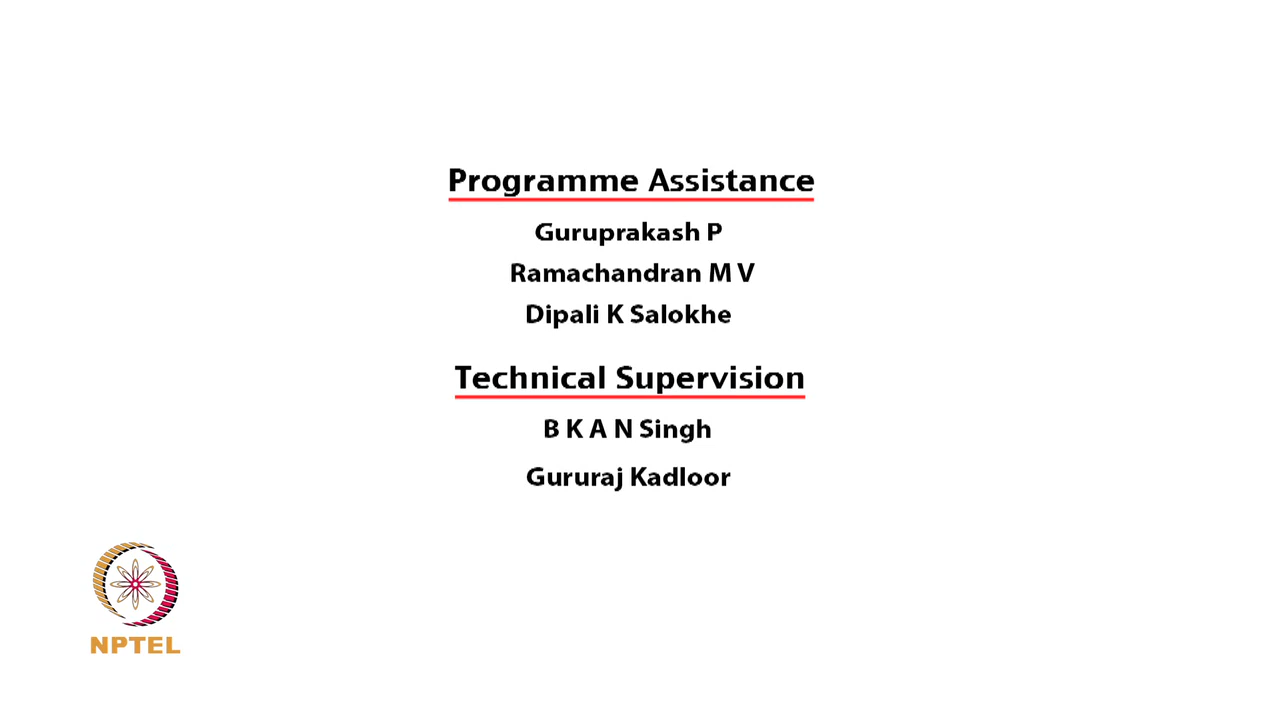 Programme Assistance
Guruprakash P
Ramachandran M V
Dipali K Salokhe
Technical Supervision
B K A N Singh
Gururaj Kadloor
NPTEL